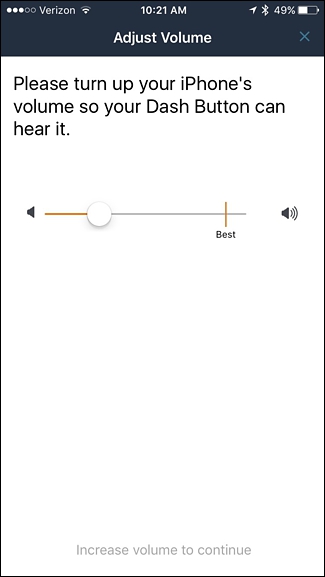 Verizon 10:21 AM 49%
Adjust Volume
Please turn up your iPhone's
volume so your Dash Button can
hear it.
Best
Increase volume to continue